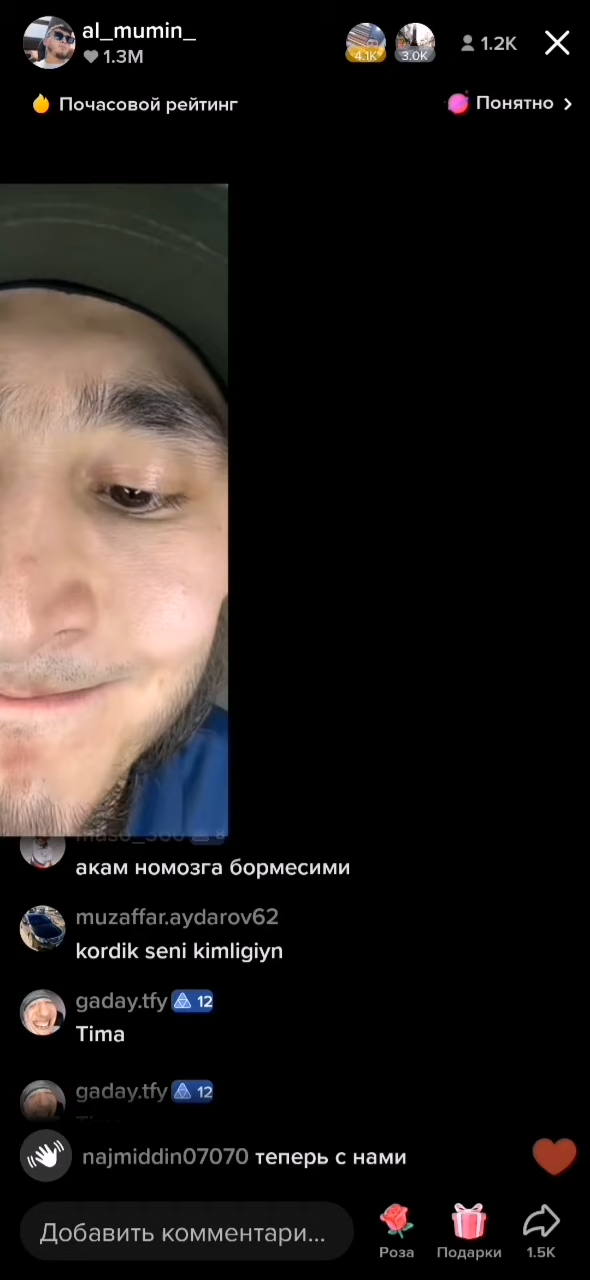 al_mumin_
1.3M
4.1K
3.0K
1.2K
Почасовой рейтинг
Понятно
акам номозга бормесими
muzaffar.aydarov62
kordik seni kimligiyn
gaday.tfy 12
Tima
gaday.tfy 12
najmiddin07070 теперь с нами
Добавить комментари...
Роза
Подарки
1.5K